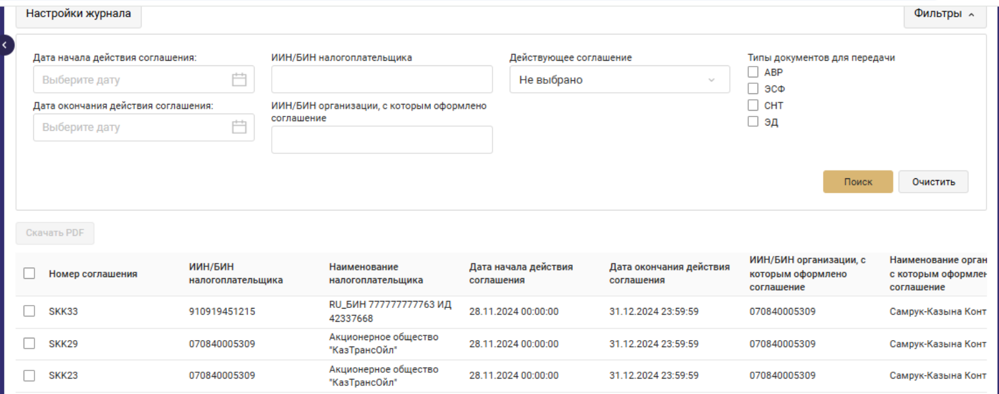 Настройки журнала
Фильтры
Дата начала действия соглашения:
ИИН/БИН налогоплательщика
Действующее соглашение
Типы документов для передачи
Выберите дату
Не выбрано
АВР
ЭСФ
Дата окончания действия соглашения:
ИИН/БИН организации, с которым оформлено
соглашение
СНТ
ЭД
Выберите дату
Поиск
Очистить
Скачать PDF
Номер соглашения
ИИН/БИН
налогоплательщика
Наименование
налогоплательщика
Дата начала действия
соглашения
Дата окончания действия
соглашения
ИИН/БИН организации, с
которым оформлено
соглашение
Наименование орган
с которым оформлен
соглашение
SKK33
910919451215
RU_БИН 777777777763 ИД
42337668
28.11.2024 00:00:00
31.12.2024 23:59:59
070840005309
Самрук-Казына Конт
SKK29
070840005309
Акционерное общество
"КазТрансОйл"
28.11.2024 00:00:00
31.12.2024 23:59:59
070840005309
Самрук-Казына Конт
SKK23
070840005309
Акционерное общество
"КазТрансОйл"
28.11.2024 00:00:00
31.12.2024 23:59:59
070840005309
Самрук-Казына Конт